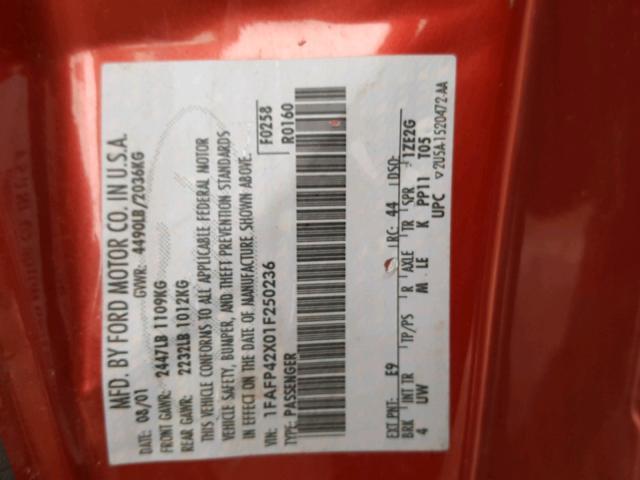 MFD. BY FORD MOTOR CO. IN U.S.A.
DATE: 08/01 GVWR: 4490LB/2036KG
FRONT GAWR: 2447LB 1109KG
REAR GAWR: 2232LB 1012KG
THIS VEHICLE CONFORMS TO ALL APPLICABLE FEDERAL MOTOR
VEHICLE SAFETY, BUMPER, AND THEFT PREVENTION STANDARDS
IN EFFECT ON THE DATE OF MANUFACTURE SHOWN ABOVE.
VIN: 1FAFP42X01F250236 F0258
TYPE: PASSENGER R0160
EXT PNT: E9 RC: 44 DSO:
BRK INT TR TP/PS R AXLE TR SPR 1ZE2G
4 UW M LE K PP11 T05
UPC 2U5A-1520472-AA